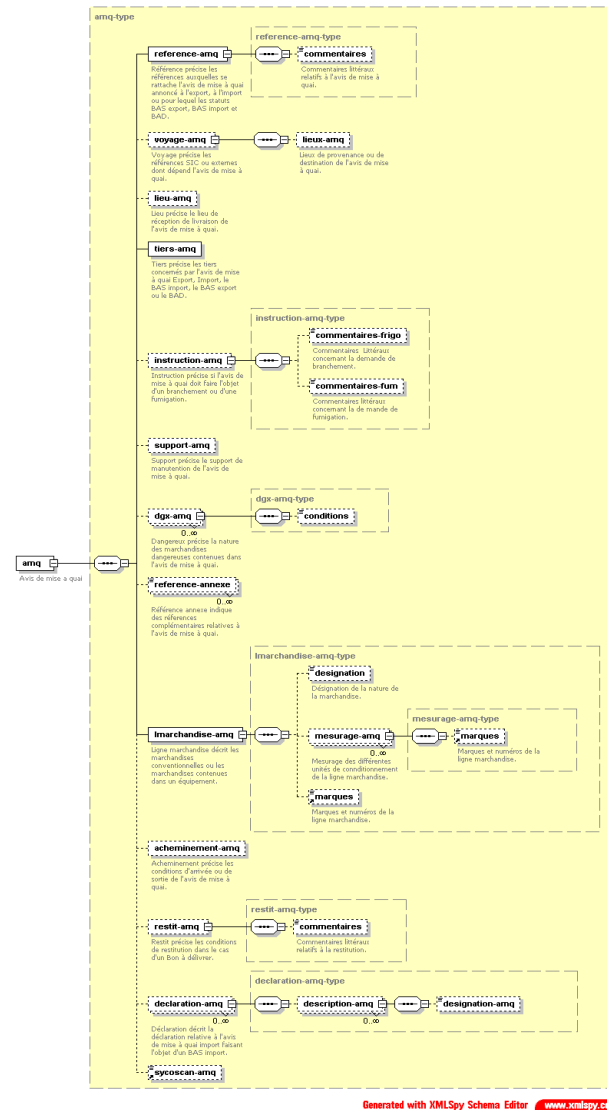 amq-type
reference-amq-type
reference-amq
commentaires
Référence précise les
références auxquelles se
rattache l'avis de mise à quai
annoncé à l'export, à l'import
ou pour lequel les statuts
BAS export, BAS import et
BAD.
Commentaires littéraux
relatifs à l'avis de mise à
quai.
voyage-amq
lieux-amq
Voyage précise les
références SIC ou externes
dont dépend l'avis de mise à
quai.
Lieus de provenance ou de
destination de l'avis de mise
à quai.
lieu-amq
Lieu précise le lieu de
réception de livraison de
l'avis de mise à quai.
tiers-amq
Tiers précise les tiers
concernés par l'avis de mise
à quai Export, Import, le
BAS import, le BAS export
ou le BAD.
instruction-amq-type
commentaires-frigo
Commentaires Littéraux
concernant la demande de
branchement.
instruction-amq
Instruction précise si l'avis de
mise à quai doit faire l'objet
d'un branchement ou d'une
fumigation.
commentaires-fum
Commentaires littéraux
concernant la de mande de
fumigation.
support-amq
Support précise le support de
manutention de l'avis de
mise à quai.
dgx-amq-type
dgx-amq
conditions
0..∞
Dangereux précise la nature
des marchandises
dangereuses contenues dans
l'avis de mise à quai.
amq
Avis de mise a quai
reference-annexe
0..∞
Référence annexe indique
des réferences
complémentaires relatives à
l'avis de mise à quai.
lmarchandise-amq-type
designation
Désignation de la nature de
la marchandise.
mesurage-amq-type
lmarchandise-amq
mesurage-amq
marques
0..∞
Ligne marchandise décrit les
marchandises
conventionnelles ou les
marchandises contenues
dans un équipement.
Mesurage des différentes
unités de conditionnement
de la ligne marchandise.
Marques et numéros de la
ligne marchandise.
marques
Marques et numéros de la
ligne marchandise.
acheminement-amq
Acheminement précise les
conditions d'arrivée ou de
sortie de l'avis de mise à
quai.
restit-amq-type
restit-amq
commentaires
Restit précise les conditions
de restitution dans le cas
d'un Bon à délivrer.
Commentaires littéraux
relatifs à la restitution.
declaration-amq-type
declaration-amq
description-amq
designation-amq
0..∞
0..∞
Déclaration décrit la
déclaration relative à l'avis
de mise à quai import faisant
l'objet d'un BAS import.
sycoscan-amq
Generated with XMLSpy Schema Editor